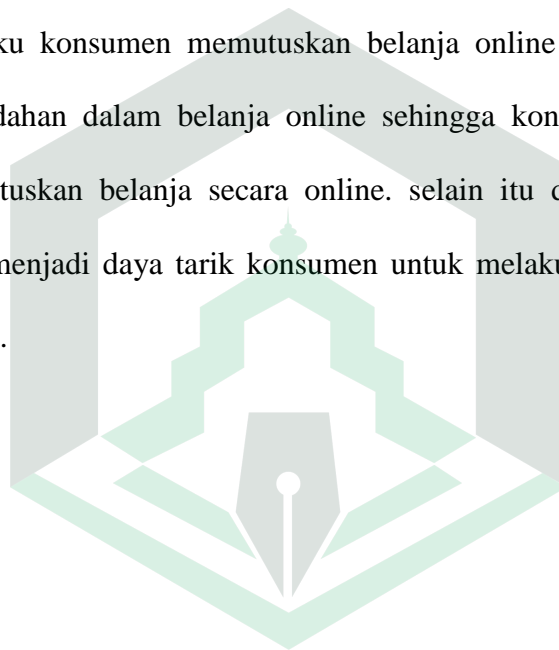 ku konsumen memutuskan belanja online
dahan dalam belanja online sehingga kon
tuskan belanja secara online. selain itu
menjadi daya tarik konsumen untuk melaku
.